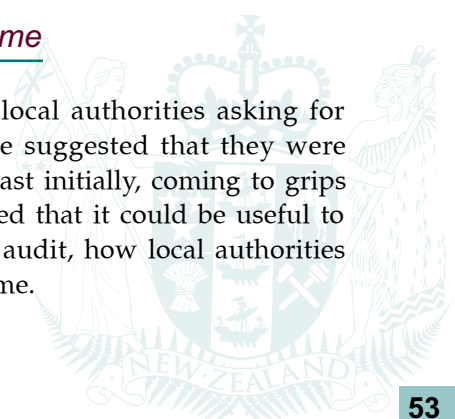 me
local authorities asking for
e suggested that they were
ast initially, coming to grips
ed that it could be useful to
audit, how local authorities
me.
NEW ZEALAND
53